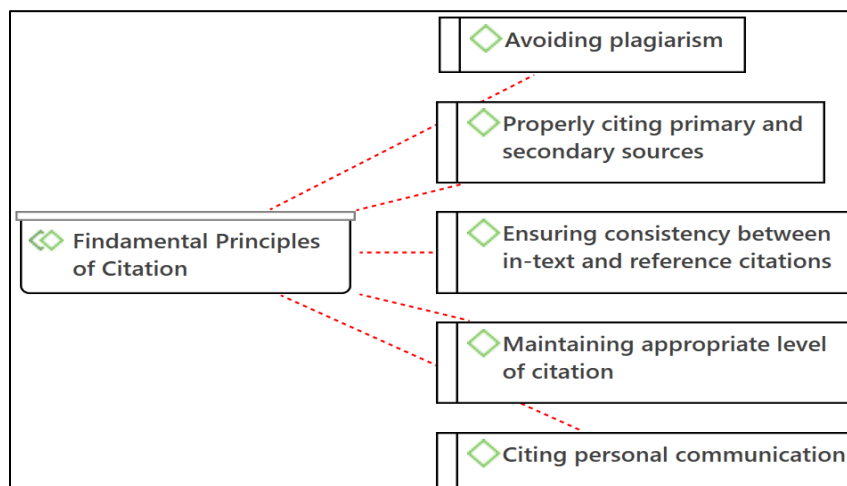 Avoiding plagiarism
Properly citing primary and
secondary sources
Findamental Principles
of Citation
Ensuring consistency between
in-text and reference citations
Maintaining appropriate level
of citation
Citing personal communication